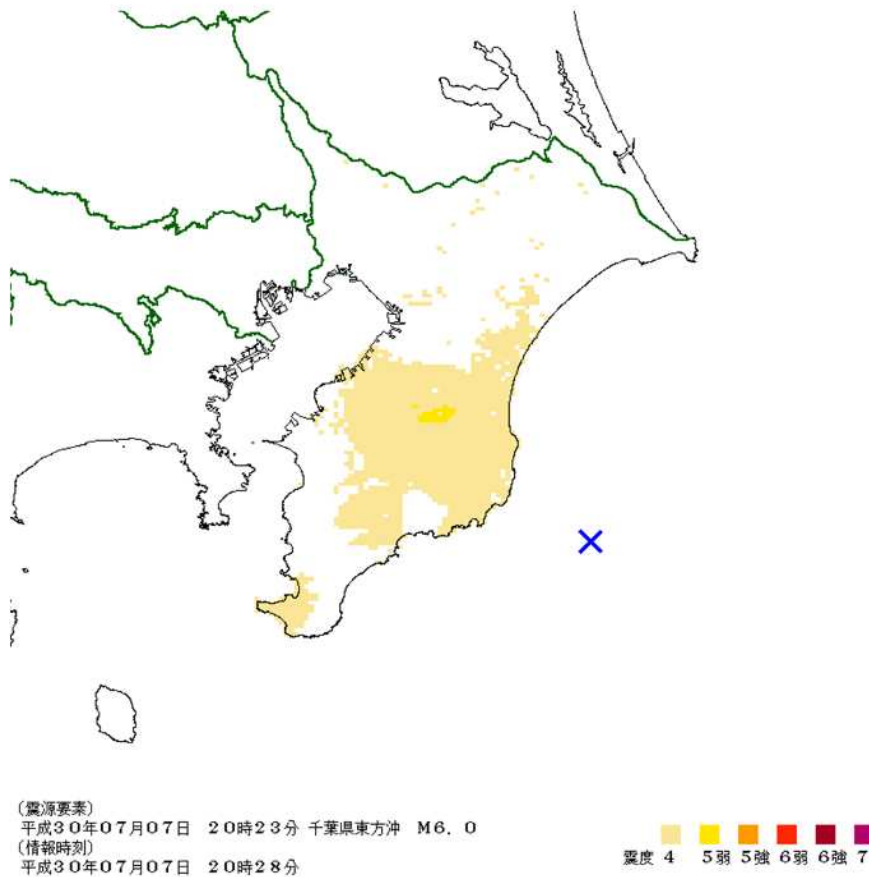 （震源要素）
平成３０年０７月０７日　２０時２３分 千葉県東方沖　Ｍ６．０
（情報時刻）
平成３０年０７月０７日　２０時２８分
震度 4 5弱 5強 6弱 6強 7